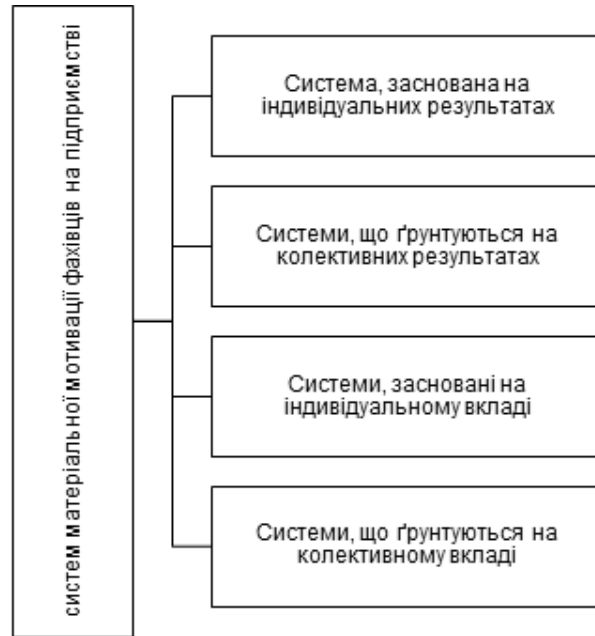 систем матеріальної мотивації фахівців на підприємстві
Система, заснована на
індивідуальних результатах
Системи, що ґрунтуються на
колективних результатах
Системи, засновані на
індивідуальному вкладі
Системи, що ґрунтуються на
колективному вкладі